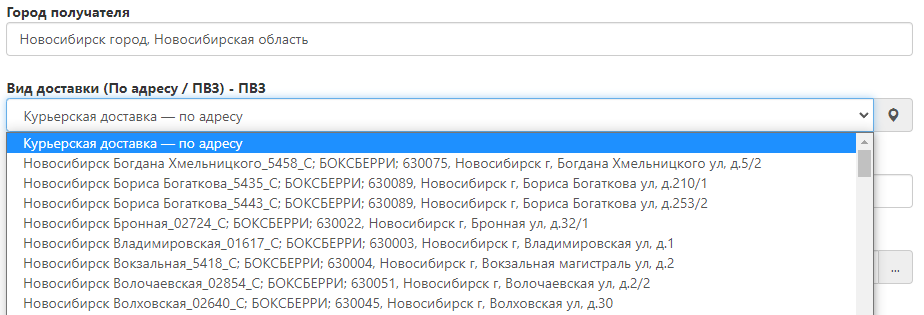 Город получателя
Новосибирск город, Новосибирская область
Вид доставки (По адресу / ПВЗ) - ПВЗ
Курьерская доставка — по адресу
Курьерская доставка — по адресу
Новосибирск Богдана Хмельницкого_5458_С; БОКСБЕРРИ; 630075, Новосибирск г, Богдана Хмельницкого ул, д.5/2
Новосибирск Бориса Богаткова_5435_С; БОКСБЕРРИ; 630089, Новосибирск г, Бориса Богаткова ул, д.210/1
Новосибирск Бориса Богаткова_5443_С; БОКСБЕРРИ; 630089, Новосибирск г, Бориса Богаткова ул, д.253/2
Новосибирск Бронная_02724_С; БОКСБЕРРИ; 630022, Новосибирск г, Бронная ул, д.32/1
Новосибирск Владимировская_01617_С; БОКСБЕРРИ; 630003, Новосибирск г, Владимировская ул, д.1
Новосибирск Вокзальная_5418_С; БОКСБЕРРИ; 630004, Новосибирск г, Вокзальная магистраль ул, д.2
Новосибирск Волочаевская_02854_С; БОКСБЕРРИ; 630051, Новосибирск г, Волочаевская ул, д.2/2
...
Новосибирск Волховская_02640_С; БОКСБЕРРИ; 630045, Новосибирск г, Волховская ул, д.30